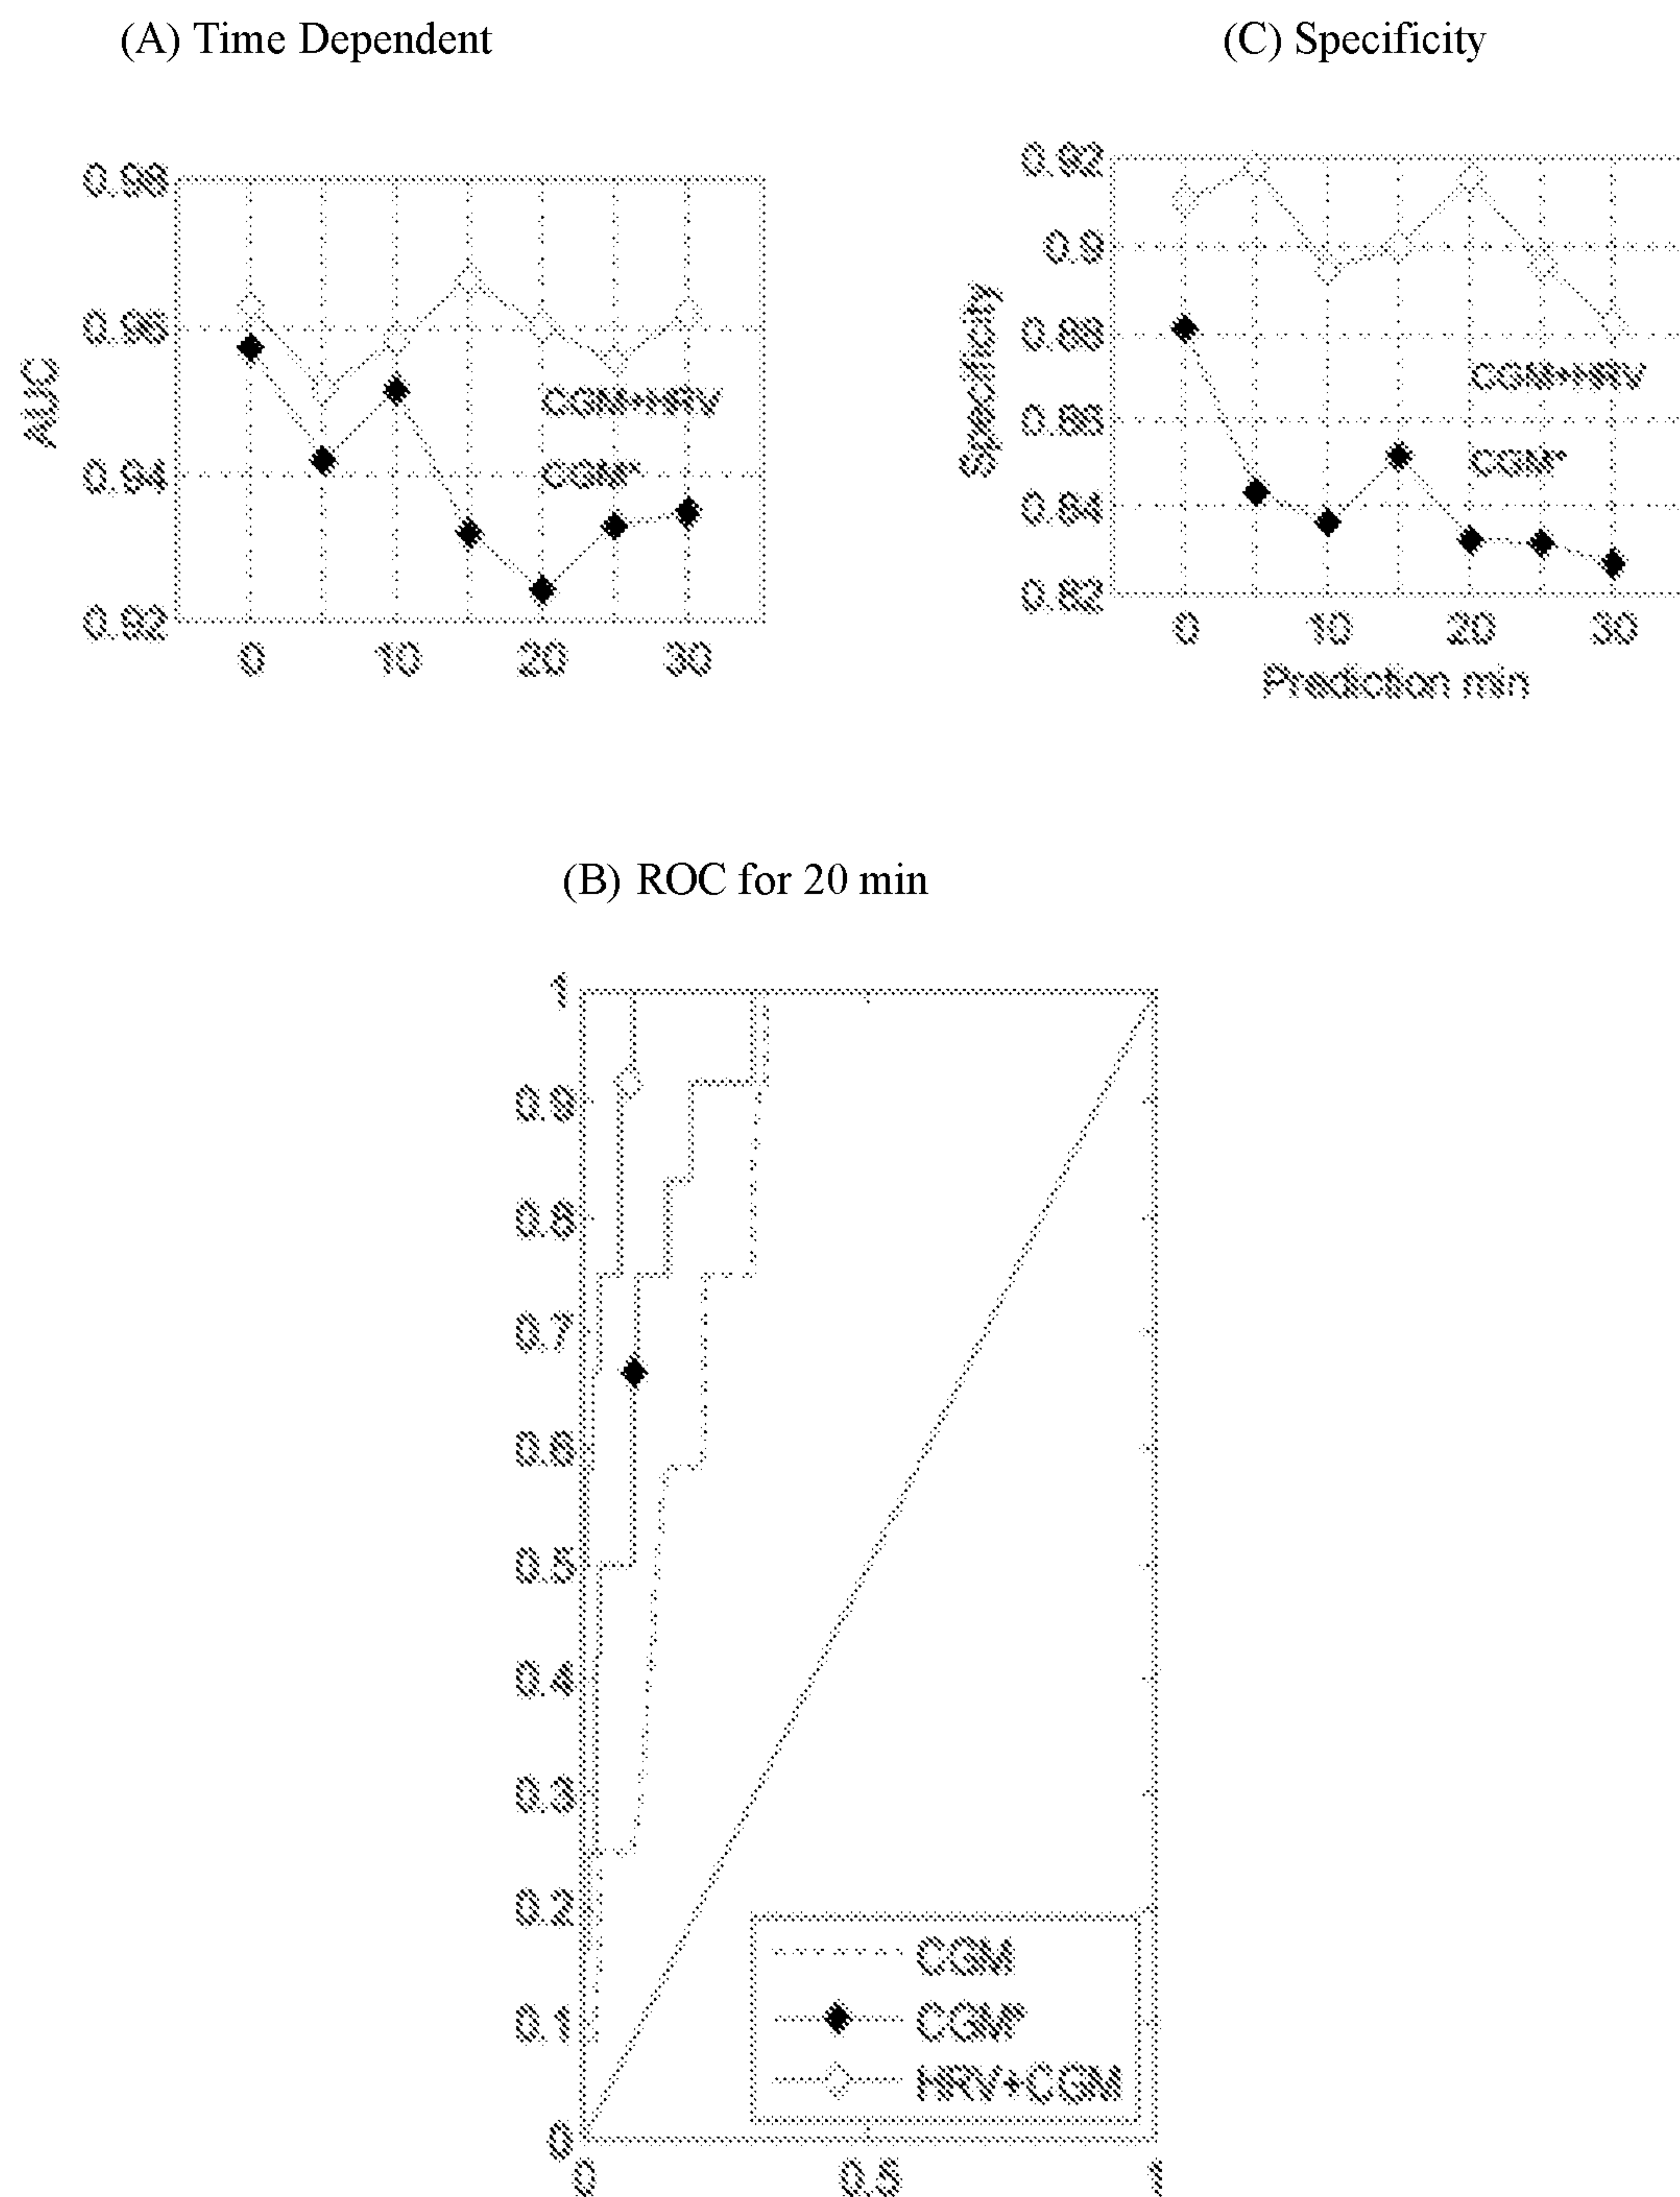 (A) Time Dependent
0.98
0.96
0.94
0.92
AUC
0 10 20 30
CGM+HRV
CGM*
(C) Specificity
0.92
0.9
0.88
0.86
0.84
0.82
Specificity
0 10 20 30
Prediction min
CGM+HRV
CGM*
(B) ROC for 20 min
1
0.9
0.8
0.7
0.6
0.5
0.4
0.3
0.2
0.1
0
0 0.5 1
CGM
CGM*
HRV+CGM